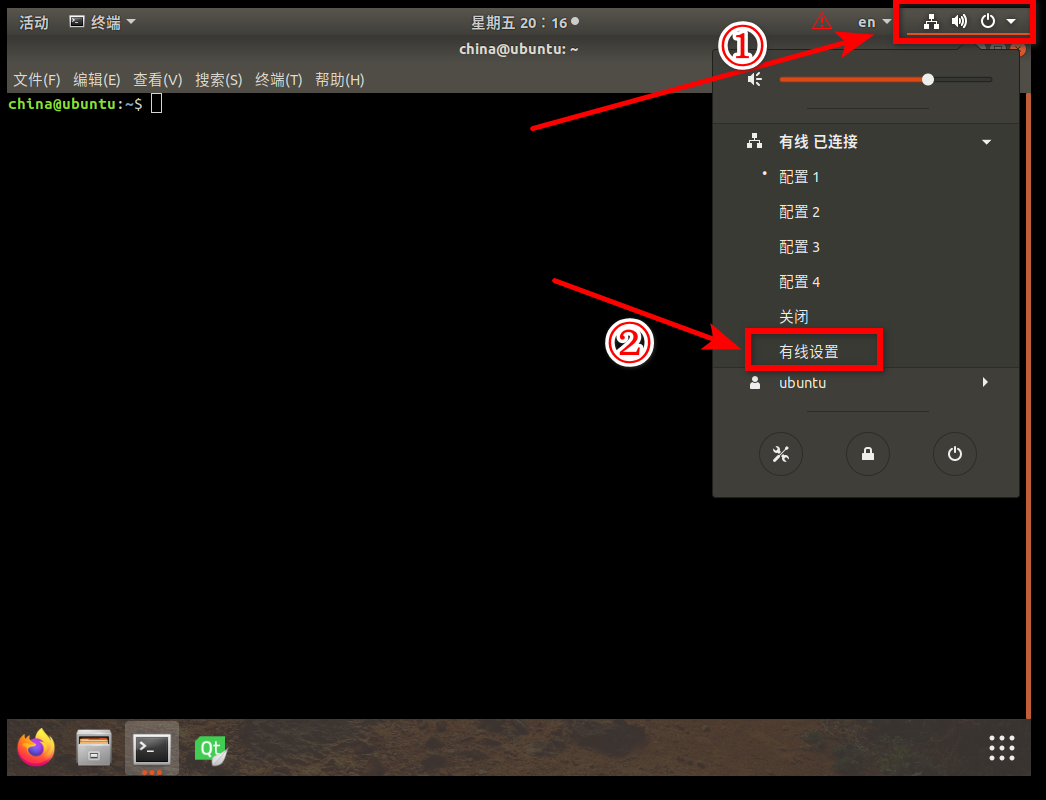 活动 终端 星期五 20：16 en
china@ubuntu: ~
①
文件(F) 编辑(E) 查看(V) 搜索(S) 终端(T) 帮助(H)
china@ubuntu:~$
有线 已连接
配置 1
配置 2
配置 3
配置 4
关闭
②
有线设置
ubuntu
Qt